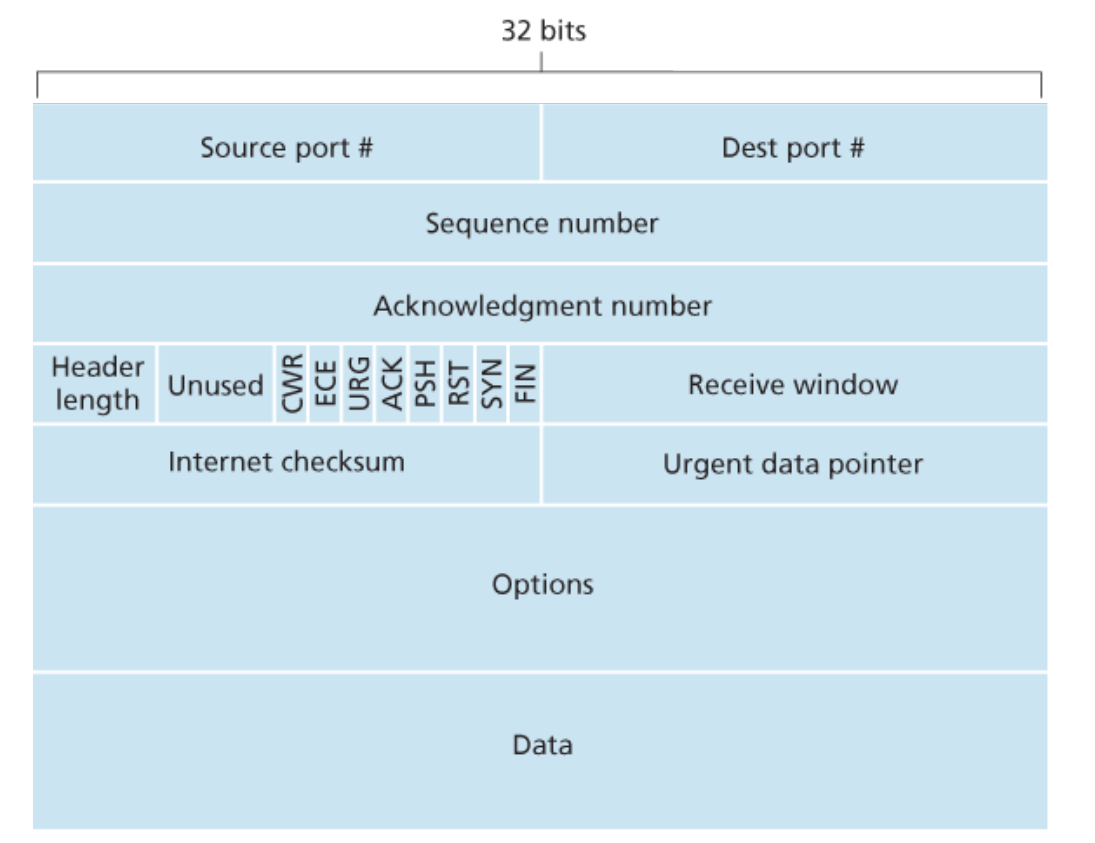 32 bits
Source port #
Dest port #
Sequence number
Acknowledgment number
Header
length
Unused
CWR
ECE
URG
ACK
PSH
RST
SYN
FIN
Receive window
Internet checksum
Urgent data pointer
Options
Data